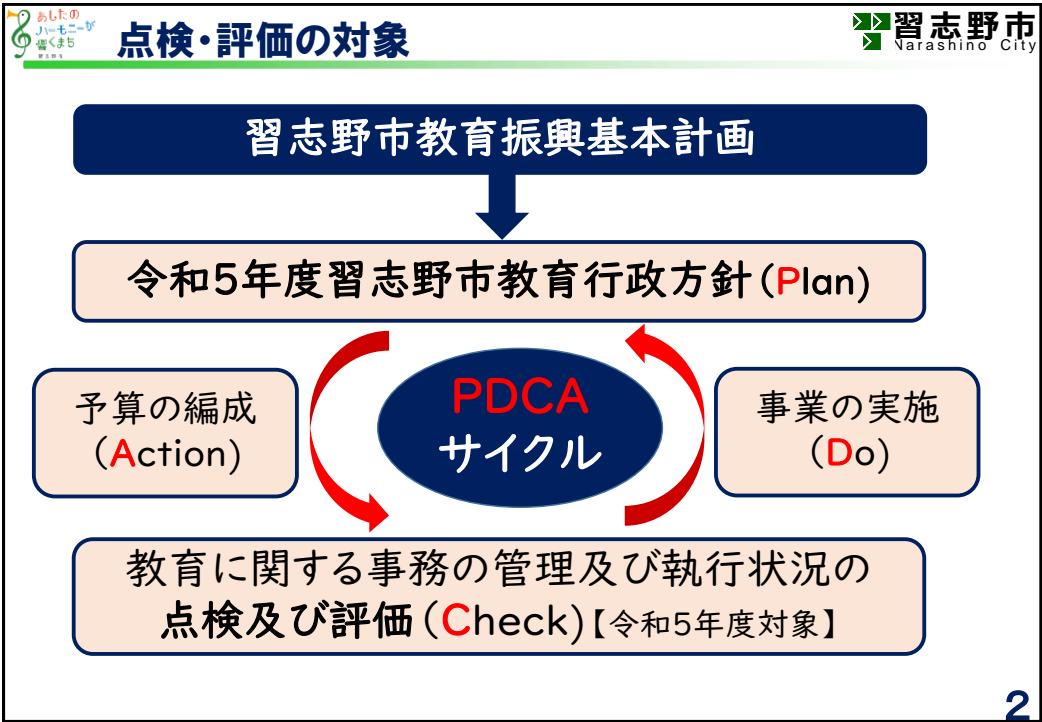 あしたの
ハーモニーが
響くまち
習志野市
点検・評価の対象
習志野市
Narashino City
習志野市教育振興基本計画
令和5年度習志野市教育行政方針(Plan)
予算の編成
(Action)
PDCA
サイクル
事業の実施
(Do)
教育に関する事務の管理及び執行状況の
点検及び評価(Check)【令和5年度対象】
2